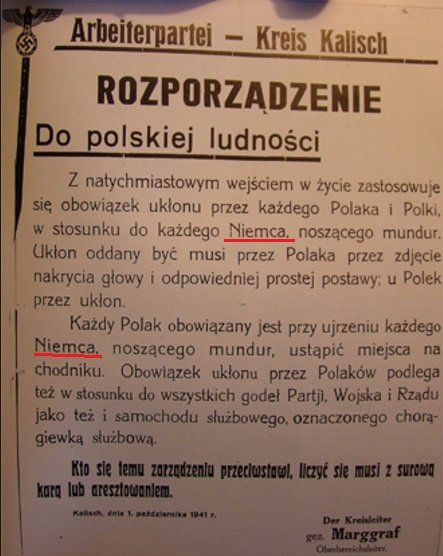 Arbeiterpartei – Kreis Kalisch
ROZPORZĄDZENIE
Do polskiej ludności
Z natychmiastowym wejściem w życie zastosowuje
się obowiązek ukłonu przez każdego Polaka i Polki,
w stosunku do każdego Niemca, noszącego mundur.
Ukłon oddany być musi przez Polaka przez zdjęcie
nakrycia głowy i odpowiedniej prostej postawy; u Polek
przez ukłon.
Każdy Polak obowiązany jest przy ujrzeniu każdego
Niemca, noszącego mundur, ustąpić miejsca na
chodniku. Obowiązek ukłonu przez Polaków podlega
też w stosunku do wszystkich godeł Partji, Wojska i Rządu
jako też i samochodu służbowego, oznaczonego chorą-
giewką służbową.
Kto się temu zarządzeniu przeciwstawi, liczyć się musi z surową
karą lub aresztowaniem.
Kalisch, dnia 1. października 1941 r.
Der Kreisleiter
gez. Marggraf
Oberbereichsleiter.